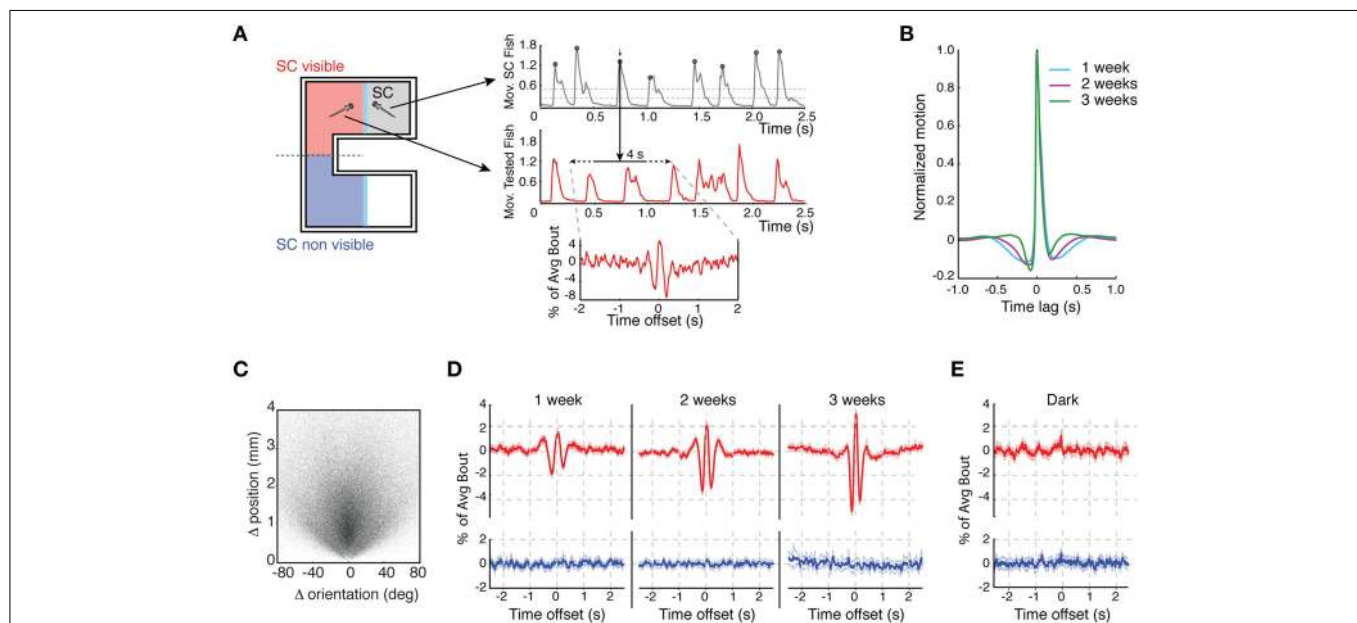 A
SC visible
SC
SC non visible
Mov. SC Fish
1.8
1.2
0.6
0 0.5 1.0 1.5 2.0 2.5
Time (s)
Mov. Tested Fish
1.8
1.2
0.6
4 s
0 0.5 1.0 1.5 2.0 2.5
Time (s)
% of Avg Bout
4
0
-4
-8
-2 -1 0 1 2
Time offset (s)
B
1 week
2 weeks
3 weeks
Normalized motion
1.0
0.8
0.6
0.4
0.2
0
-0.2
-1.0 -0.5 0 0.5 1.0
Time lag (s)
C
Δ position (mm)
4
3
2
1
0
-80 -40 0 40 80
Δ orientation (deg)
D
1 week 2 weeks 3 weeks
% of Avg Bout
4
2
0
-2
-4
2
0
-2
-2 -1 0 1 2 -2 -1 0 1 2 -2 -1 0 1 2
Time offset (s) Time offset (s) Time offset (s)
E
Dark
4
2
0
-2
-4
2
0
-2
-2 -1 0 1 2
Time offset (s)